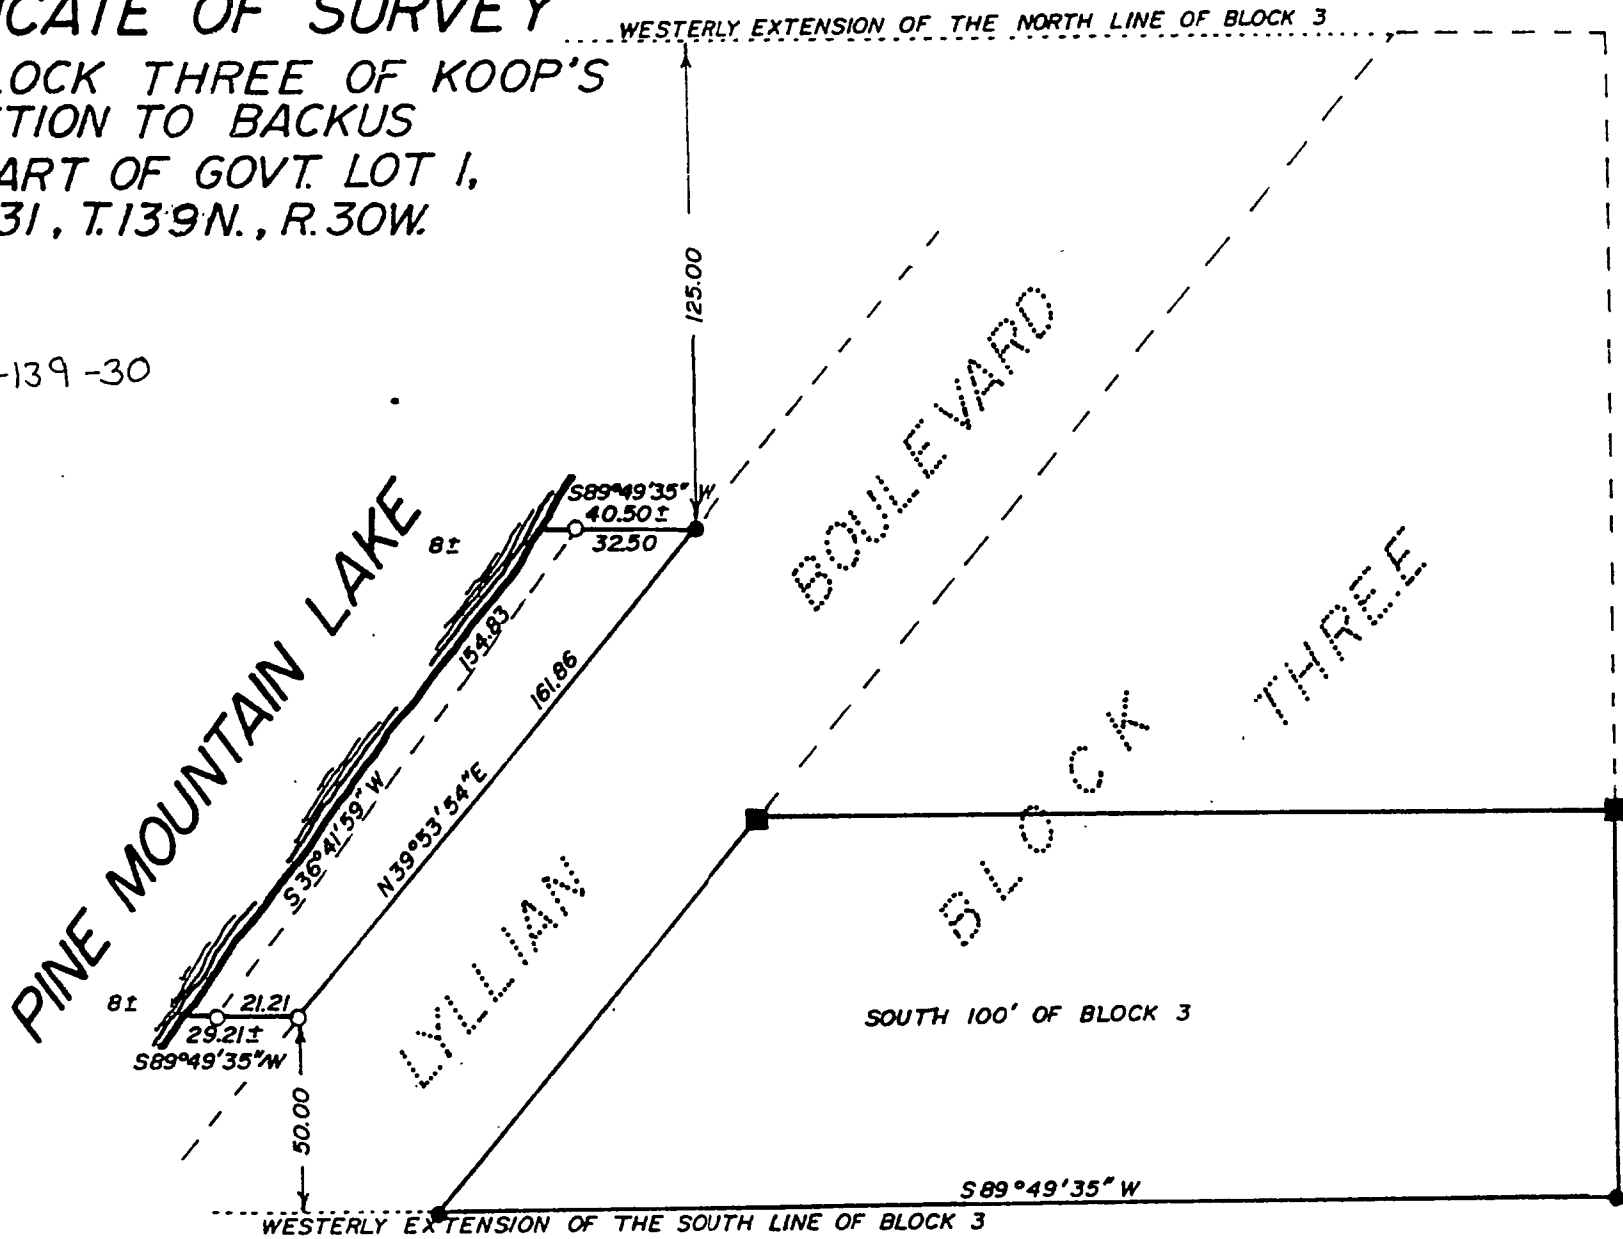 ICATE OF SURVEY
LOCK THREE OF KOOP'S
TION TO BACKUS
ART OF GOVT. LOT 1,
31, T.139N., R.30W.
-139-30
WESTERLY EXTENSION OF THE NORTH LINE OF BLOCK 3
125.00
BOULEVARD
S89°49'35" W
40.50±
32.50
8±
PINE MOUNTAIN LAKE
154.83
161.86
S36°41'59"W
N39°53'54"E
THREE
BLOCK
LYLLIAN
8±
21.21
29.21±
S89°49'35"W
50.00
SOUTH 100' OF BLOCK 3
S89°49'35"W
WESTERLY EXTENSION OF THE SOUTH LINE OF BLOCK 3